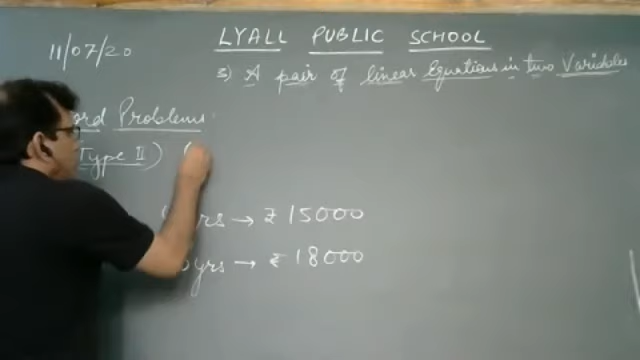 11/07/20
LYALL PUBLIC SCHOOL
3) A pair of linear Equations in two Variables
Problems:
Type II) (
yrs → ₹ 15000
yrs → ₹ 18000